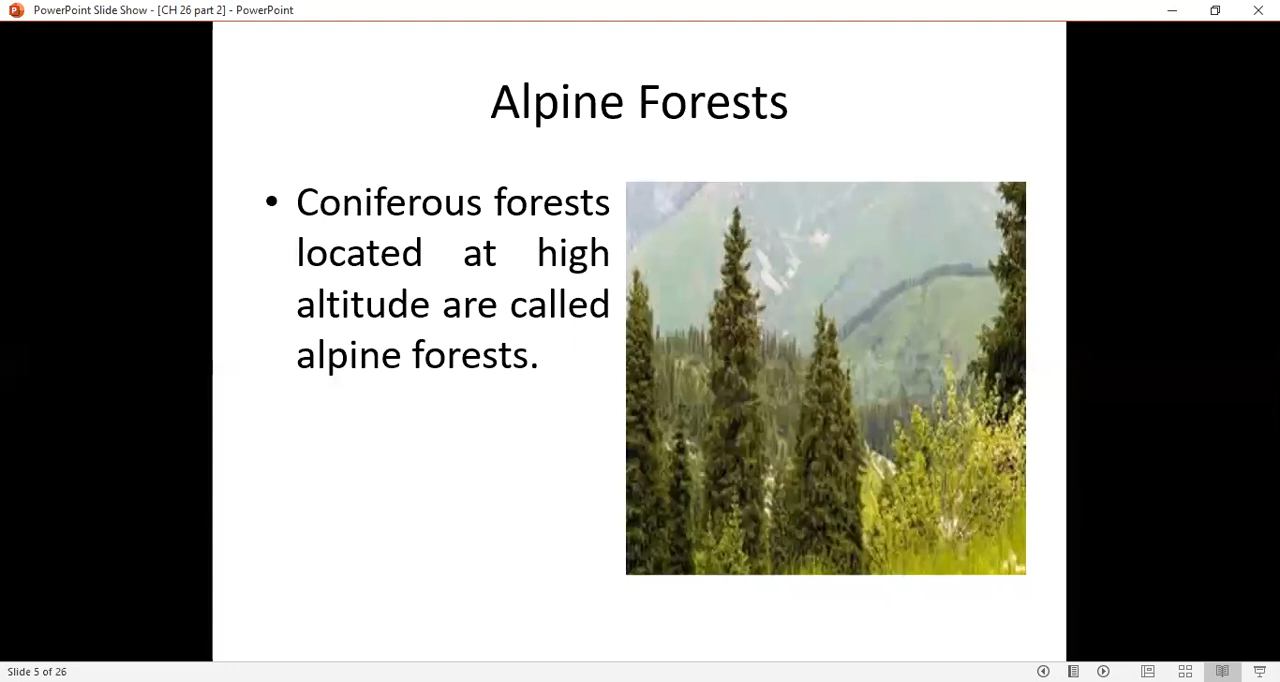 PowerPoint Slide Show - [CH 26 part 2] - PowerPoint
Alpine Forests
• Coniferous forests
located at high
altitude are called
alpine forests.
Slide 5 of 26